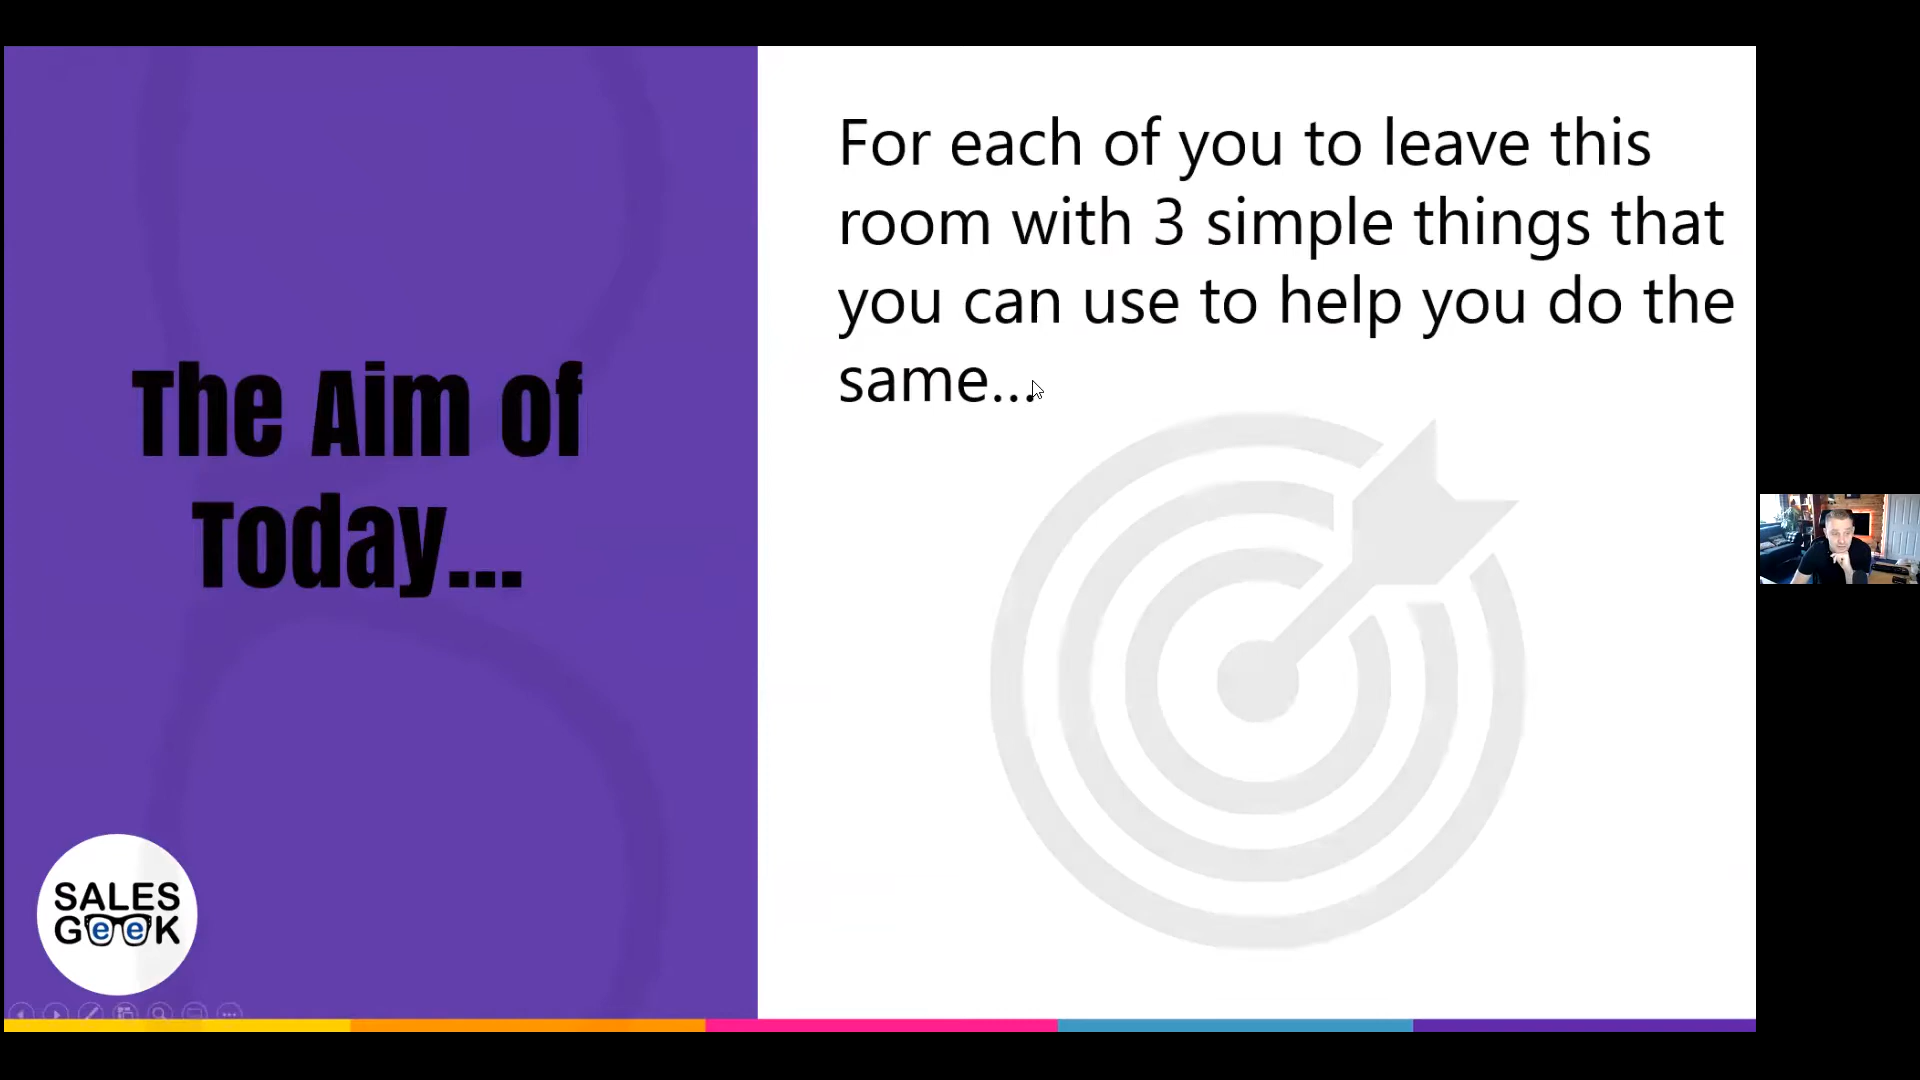 The Aim of
Today...
For each of you to leave this
room with 3 simple things that
you can use to help you do the
same...
SALES
GeeK